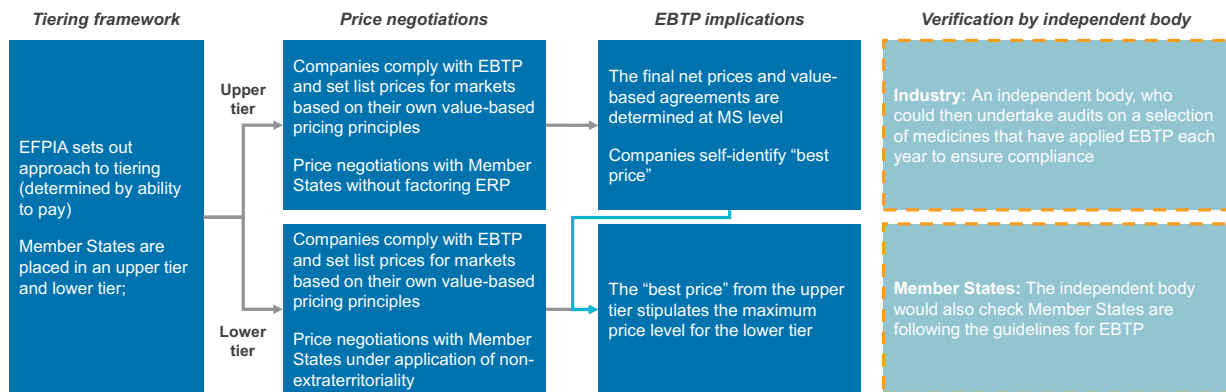 Tiering framework
Price negotiations
EBTP implications
Verification by independent body
EFPIA sets out
approach to tiering
(determined by ability
to pay)
Member States are
placed in an upper tier
and lower tier;
Upper
tier
Lower
tier
Companies comply with EBTP
and set list prices for markets
based on their own value-based
pricing principles
Price negotiations with Member
States without factoring ERP
The final net prices and value-
based agreements are
determined at MS level
Companies self-identify “best
price”
Industry: An independent body, who
could then undertake audits on a selection
of medicines that have applied EBTP each
year to ensure compliance
Companies comply with EBTP
and set list prices for markets
based on their own value-based
pricing principles
Price negotiations with Member
States under application of non-
extraterritoriality
The “best price” from the upper
tier stipulates the maximum
price level for the lower tier
Member States: The independent body
would also check Member States are
following the guidelines for EBTP